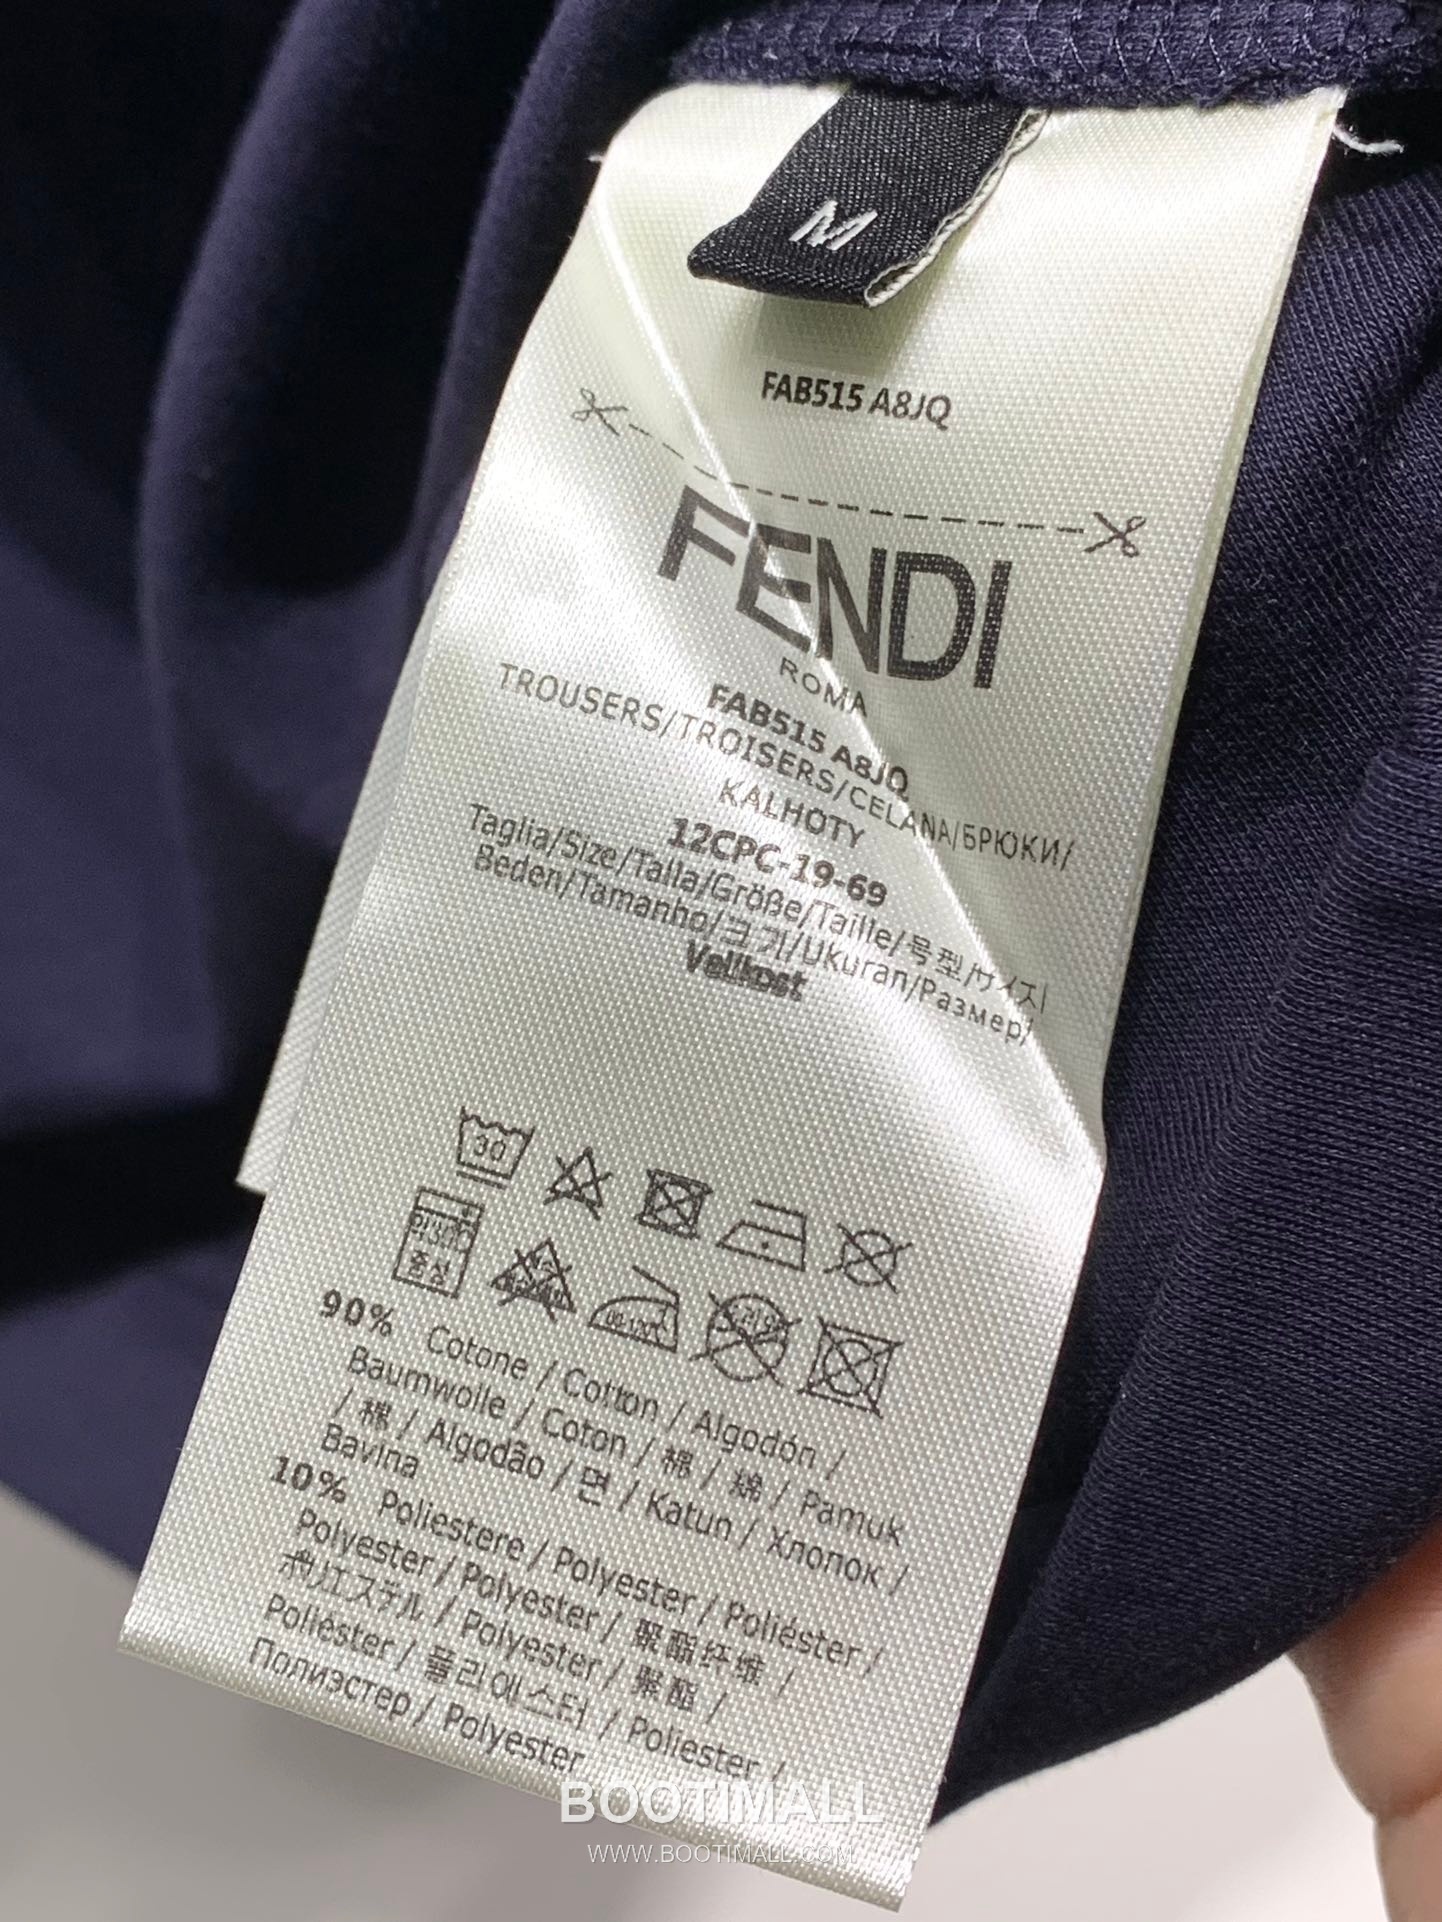 M
FAB515 A8JQ
FENDI
ROMA
FAB515 A8JQ
TROUSERS/TROISERS/CELANA/БРЮКИ/
KALHOTY
12CPC-19-69
Taglia/Size/Talla/Größe/Taille/号型/サイズ/
Beden/Tamanho/크기/Ukuran/Размер/
Velikost
30
중성
90% Cotone / Cotton / Algodón /
Baumwolle / Coton / 棉 / 綿 / Pamuk
/ 棉 / Algodão / 면 / Katun / Хлопок /
Bavlna
10% Poliestere / Polyester / Poliéster /
Polyester / Polyester / 聚酯纤维 /
ポリエステル / Polyester / 聚酯 /
Poliéster / 폴리에스터 / Poliester /
Полиэстер / Polyester
BOOTIMALL
WWW.BOOTIMALL.COM